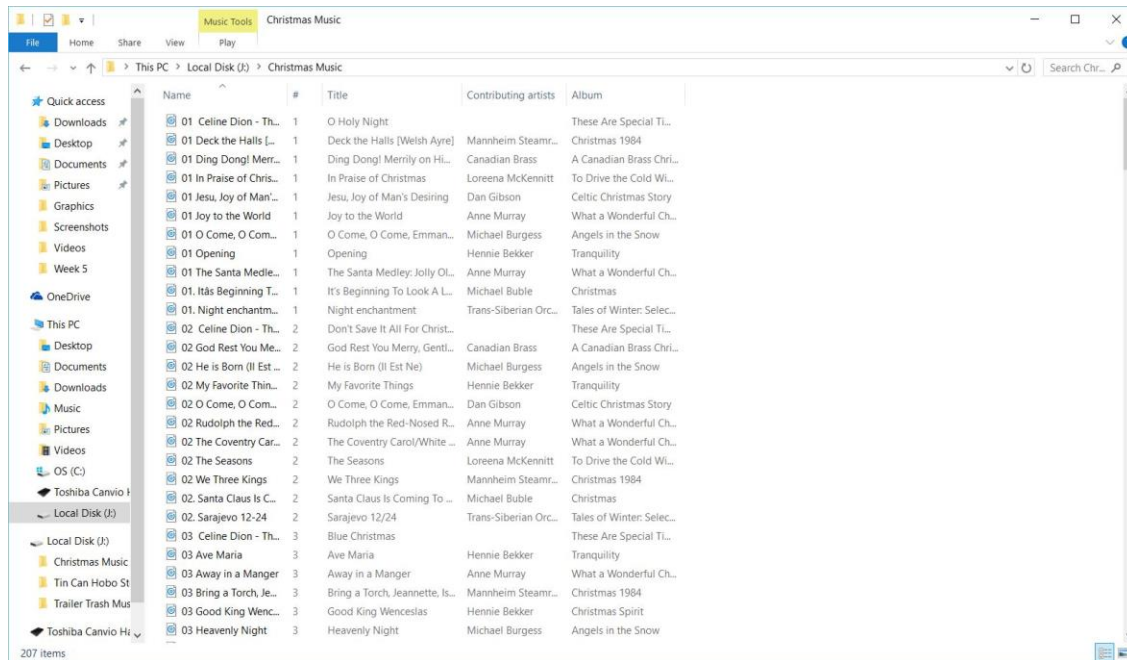 Music Tools Christmas Music
File Home Share View Play
This PC > Local Disk (J:) > Christmas Music Search Chr...
Name # Title Contributing artists Album
Quick access
Downloads
Desktop
Documents
Pictures
Graphics
Screenshots
Videos
Week 5
OneDrive
This PC
Desktop
Documents
Downloads
Music
Pictures
Videos
OS (C:)
Toshiba Canvio H
Local Disk (J:)
Local Disk (J:)
Christmas Music
Tin Can Hobo St
Trailer Trash Mus
Toshiba Canvio Ha
01 Celine Dion - Th... 1 O Holy Night These Are Special Ti...
01 Deck the Halls [... 1 Deck the Halls [Welsh Ayre] Mannheim Steamr... Christmas 1984
01 Ding Dong! Merr... 1 Ding Dong! Merrily on Hi... Canadian Brass A Canadian Brass Chri...
01 In Praise of Chris... 1 In Praise of Christmas Loreena McKennitt To Drive the Cold Wi...
01 Jesu, Joy of Man'... 1 Jesu, Joy of Man's Desiring Dan Gibson Celtic Christmas Story
01 Joy to the World 1 Joy to the World Anne Murray What a Wonderful Ch...
01 O Come, O Com... 1 O Come, O Come, Emman... Michael Burgess Angels in the Snow
01 Opening 1 Opening Hennie Bekker Tranquility
01 The Santa Medle... 1 The Santa Medley: Jolly Ol... Anne Murray What a Wonderful Ch...
01. Itâs Beginning T... 1 It's Beginning To Look A L... Michael Buble Christmas
01. Night enchantm... 1 Night enchantment Trans-Siberian Orc... Tales of Winter: Selec...
02 Celine Dion - Th... 2 Don't Save It All For Christ... These Are Special Ti...
02 God Rest You Me... 2 God Rest You Merry, Gentl... Canadian Brass A Canadian Brass Chri...
02 He is Born (Il Est ... 2 He is Born (Il Est Ne) Michael Burgess Angels in the Snow
02 My Favorite Thin... 2 My Favorite Things Hennie Bekker Tranquility
02 O Come, O Com... 2 O Come, O Come, Emman... Dan Gibson Celtic Christmas Story
02 Rudolph the Red... 2 Rudolph the Red-Nosed R... Anne Murray What a Wonderful Ch...
02 The Coventry Car... 2 The Coventry Carol/White ... Anne Murray What a Wonderful Ch...
02 The Seasons 2 The Seasons Loreena McKennitt To Drive the Cold Wi...
02 We Three Kings 2 We Three Kings Mannheim Steamr... Christmas 1984
02. Santa Claus Is C... 2 Santa Claus Is Coming To ... Michael Buble Christmas
02. Sarajevo 12-24 2 Sarajevo 12/24 Trans-Siberian Orc... Tales of Winter: Selec...
03 Celine Dion - Th... 3 Blue Christmas These Are Special Ti...
03 Ave Maria 3 Ave Maria Hennie Bekker Tranquility
03 Away in a Manger 3 Away in a Manger Anne Murray What a Wonderful Ch...
03 Bring a Torch, Je... 3 Bring a Torch, Jeannette, Is... Mannheim Steamr... Christmas 1984
03 Good King Wenc... 3 Good King Wenceslas Hennie Bekker Christmas Spirit
03 Heavenly Night 3 Heavenly Night Michael Burgess Angels in the Snow
207 items